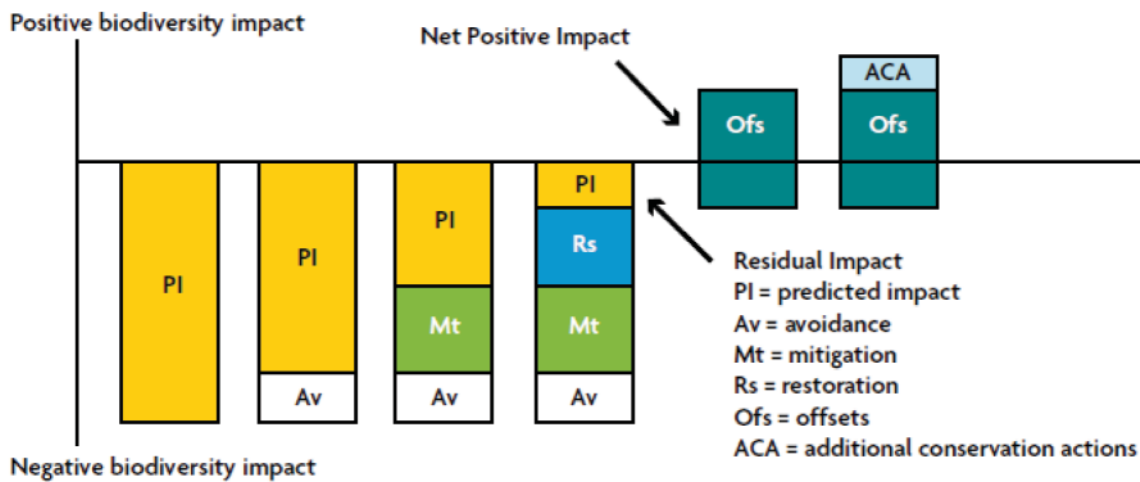 Positive biodiversity impact
Net Positive Impact
ACA
Ofs
Ofs
PI
PI
PI
PI
Rs
Mt
Mt
Av
Av
Av
Residual Impact
PI = predicted impact
Av = avoidance
Mt = mitigation
Rs = restoration
Ofs = offsets
ACA = additional conservation actions
Negative biodiversity impact